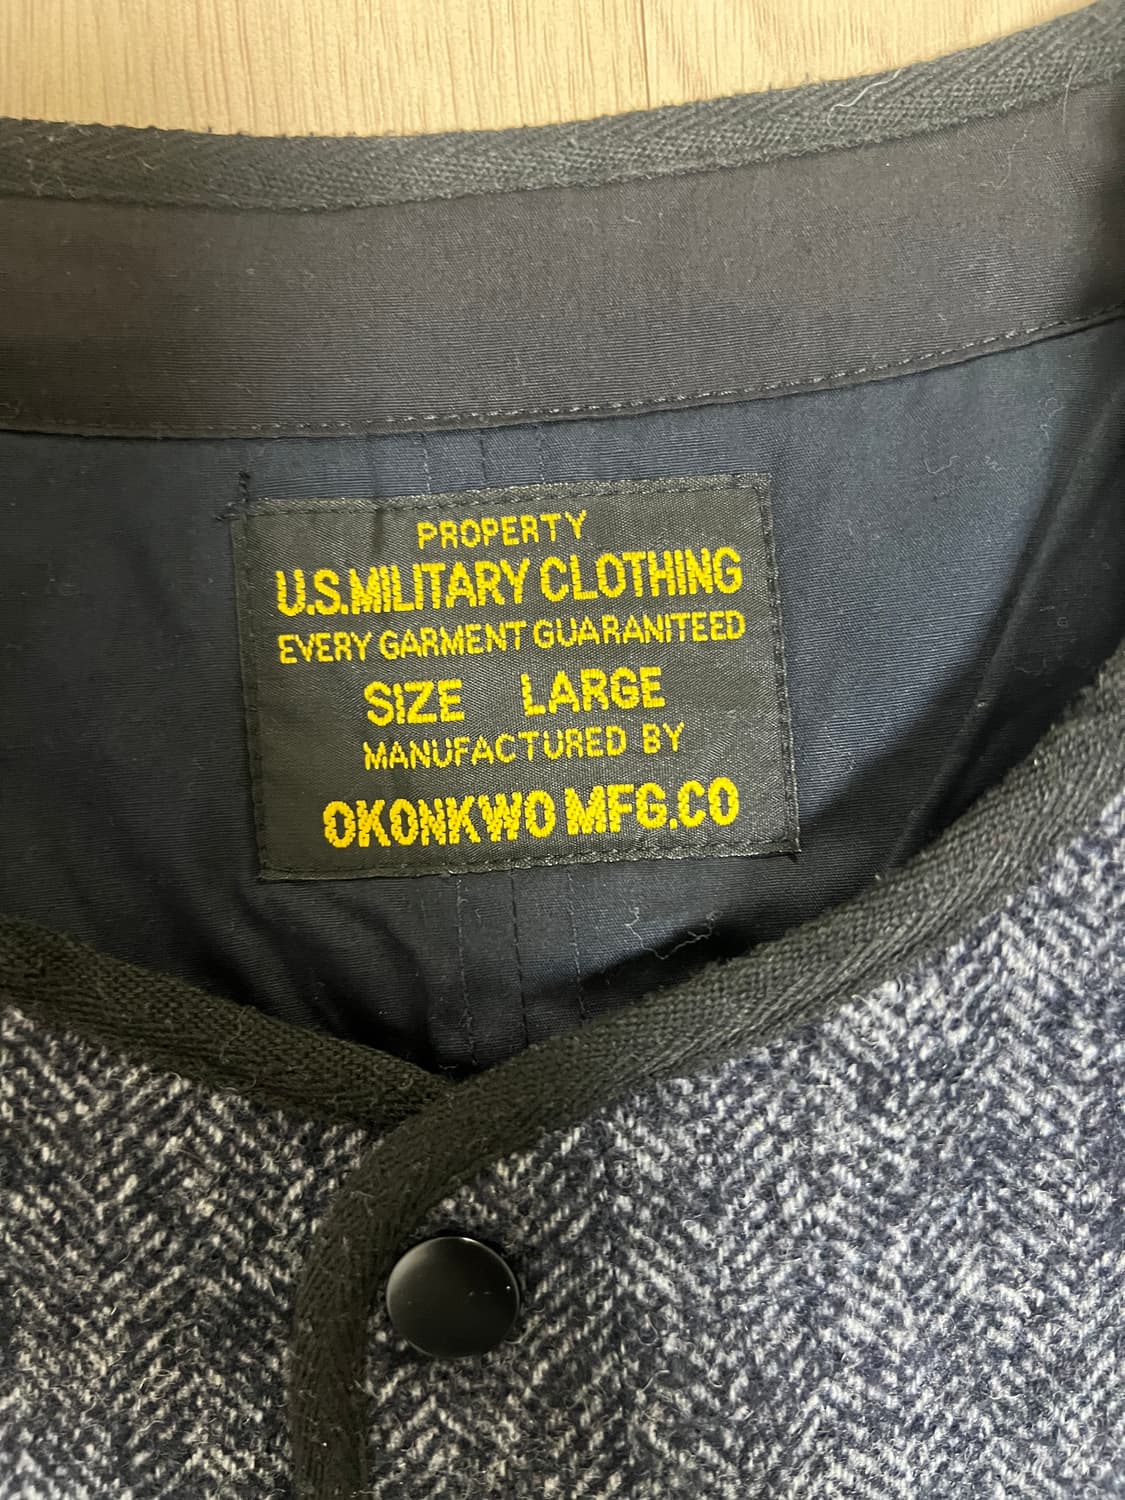 PROPERTY
U.S.MILITARY CLOTHING
EVERY GARMENT GUARANITEED
SIZE LARGE
MANUFACTURED BY
OKONKWO MFG.CO